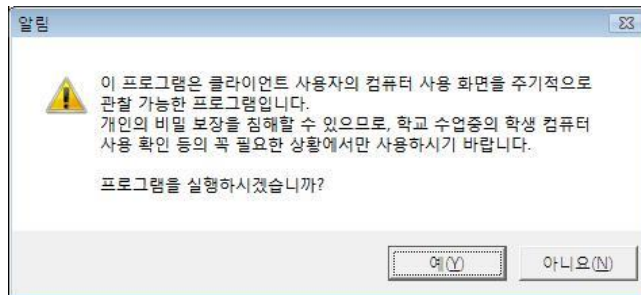 알림
이 프로그램은 클라이언트 사용자의 컴퓨터 사용 화면을 주기적으로
관찰 가능한 프로그램입니다.
개인의 비밀 보장을 침해할 수 있으므로, 학교 수업중의 학생 컴퓨터
사용 확인 등의 꼭 필요한 상황에서만 사용하시기 바랍니다.
프로그램을 실행하시겠습니까?
예(Y) 아니요(N)